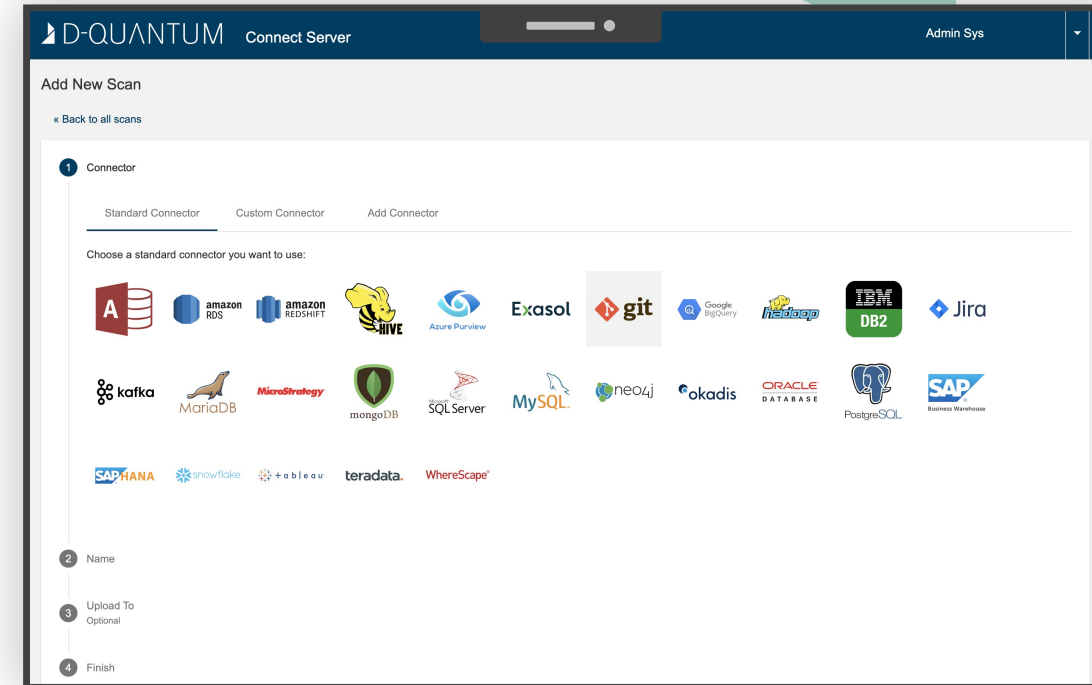 D-QUANTUM Connect Server
Admin Sys
Add New Scan
« Back to all scans
1 Connector
Standard Connector Custom Connector Add Connector
Choose a standard connector you want to use:
A
amazon RDS
amazon REDSHIFT
HIVE
Azure Purview
Exasol
git
Google BigQuery
hadoop
IBM DB2
Jira
kafka
MariaDB
MicroStrategy
mongoDB
Microsoft SQL Server
MySQL
neo4j
okadis
ORACLE DATABASE
PostgreSQL
SAP Business Warehouse
SAP HANA
snowflake
+ableau
teradata.
WhereScape®
2 Name
3 Upload To
Optional
4 Finish